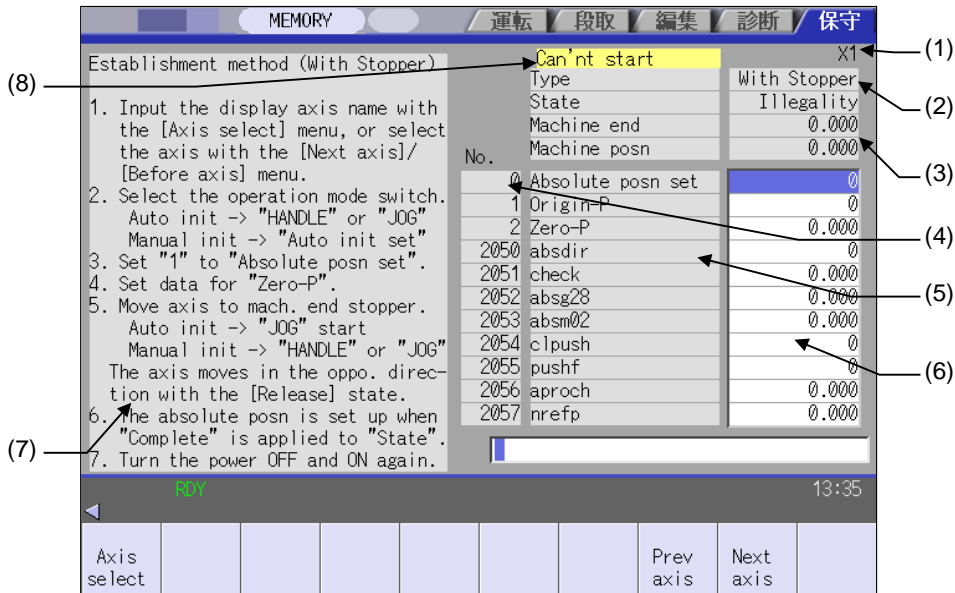 MEMORY
運転 段取 編集 診断 保守
Establishment method (With Stopper)
1. Input the display axis name with
the [Axis select] menu, or select
the axis with the [Next axis]/
[Before axis] menu.
2. Select the operation mode switch.
Auto init -> "HANDLE" or "JOG"
Manual init -> "Auto init set"
3. Set "1" to "Absolute posn set".
4. Set data for "Zero-P".
5. Move axis to mach. end stopper.
Auto init -> "JOG" start
Manual init -> "HANDLE" or "JOG"
The axis moves in the oppo. direc-
tion with the [Release] state.
6. The absolute posn is set up when
"Complete" is applied to "State".
7. Turn the power OFF and ON again.
X1
Can'nt start
Type With Stopper
State Illegality
Machine end 0.000
Machine posn 0.000
No.
0 Absolute posn set 0
1 Origin-P 0
2 Zero-P 0.000
2050 absdir 0
2051 check 0.000
2052 absg28 0.000
2053 absm02 0.000
2054 clpush 0
2055 pushf 0
2056 aproch 0.000
2057 nrefp 0.000
RDY 13:35
Axis
select
Prev
axis
Next
axis
(1)
(2)
(3)
(4)
(5)
(6)
(7)
(8)